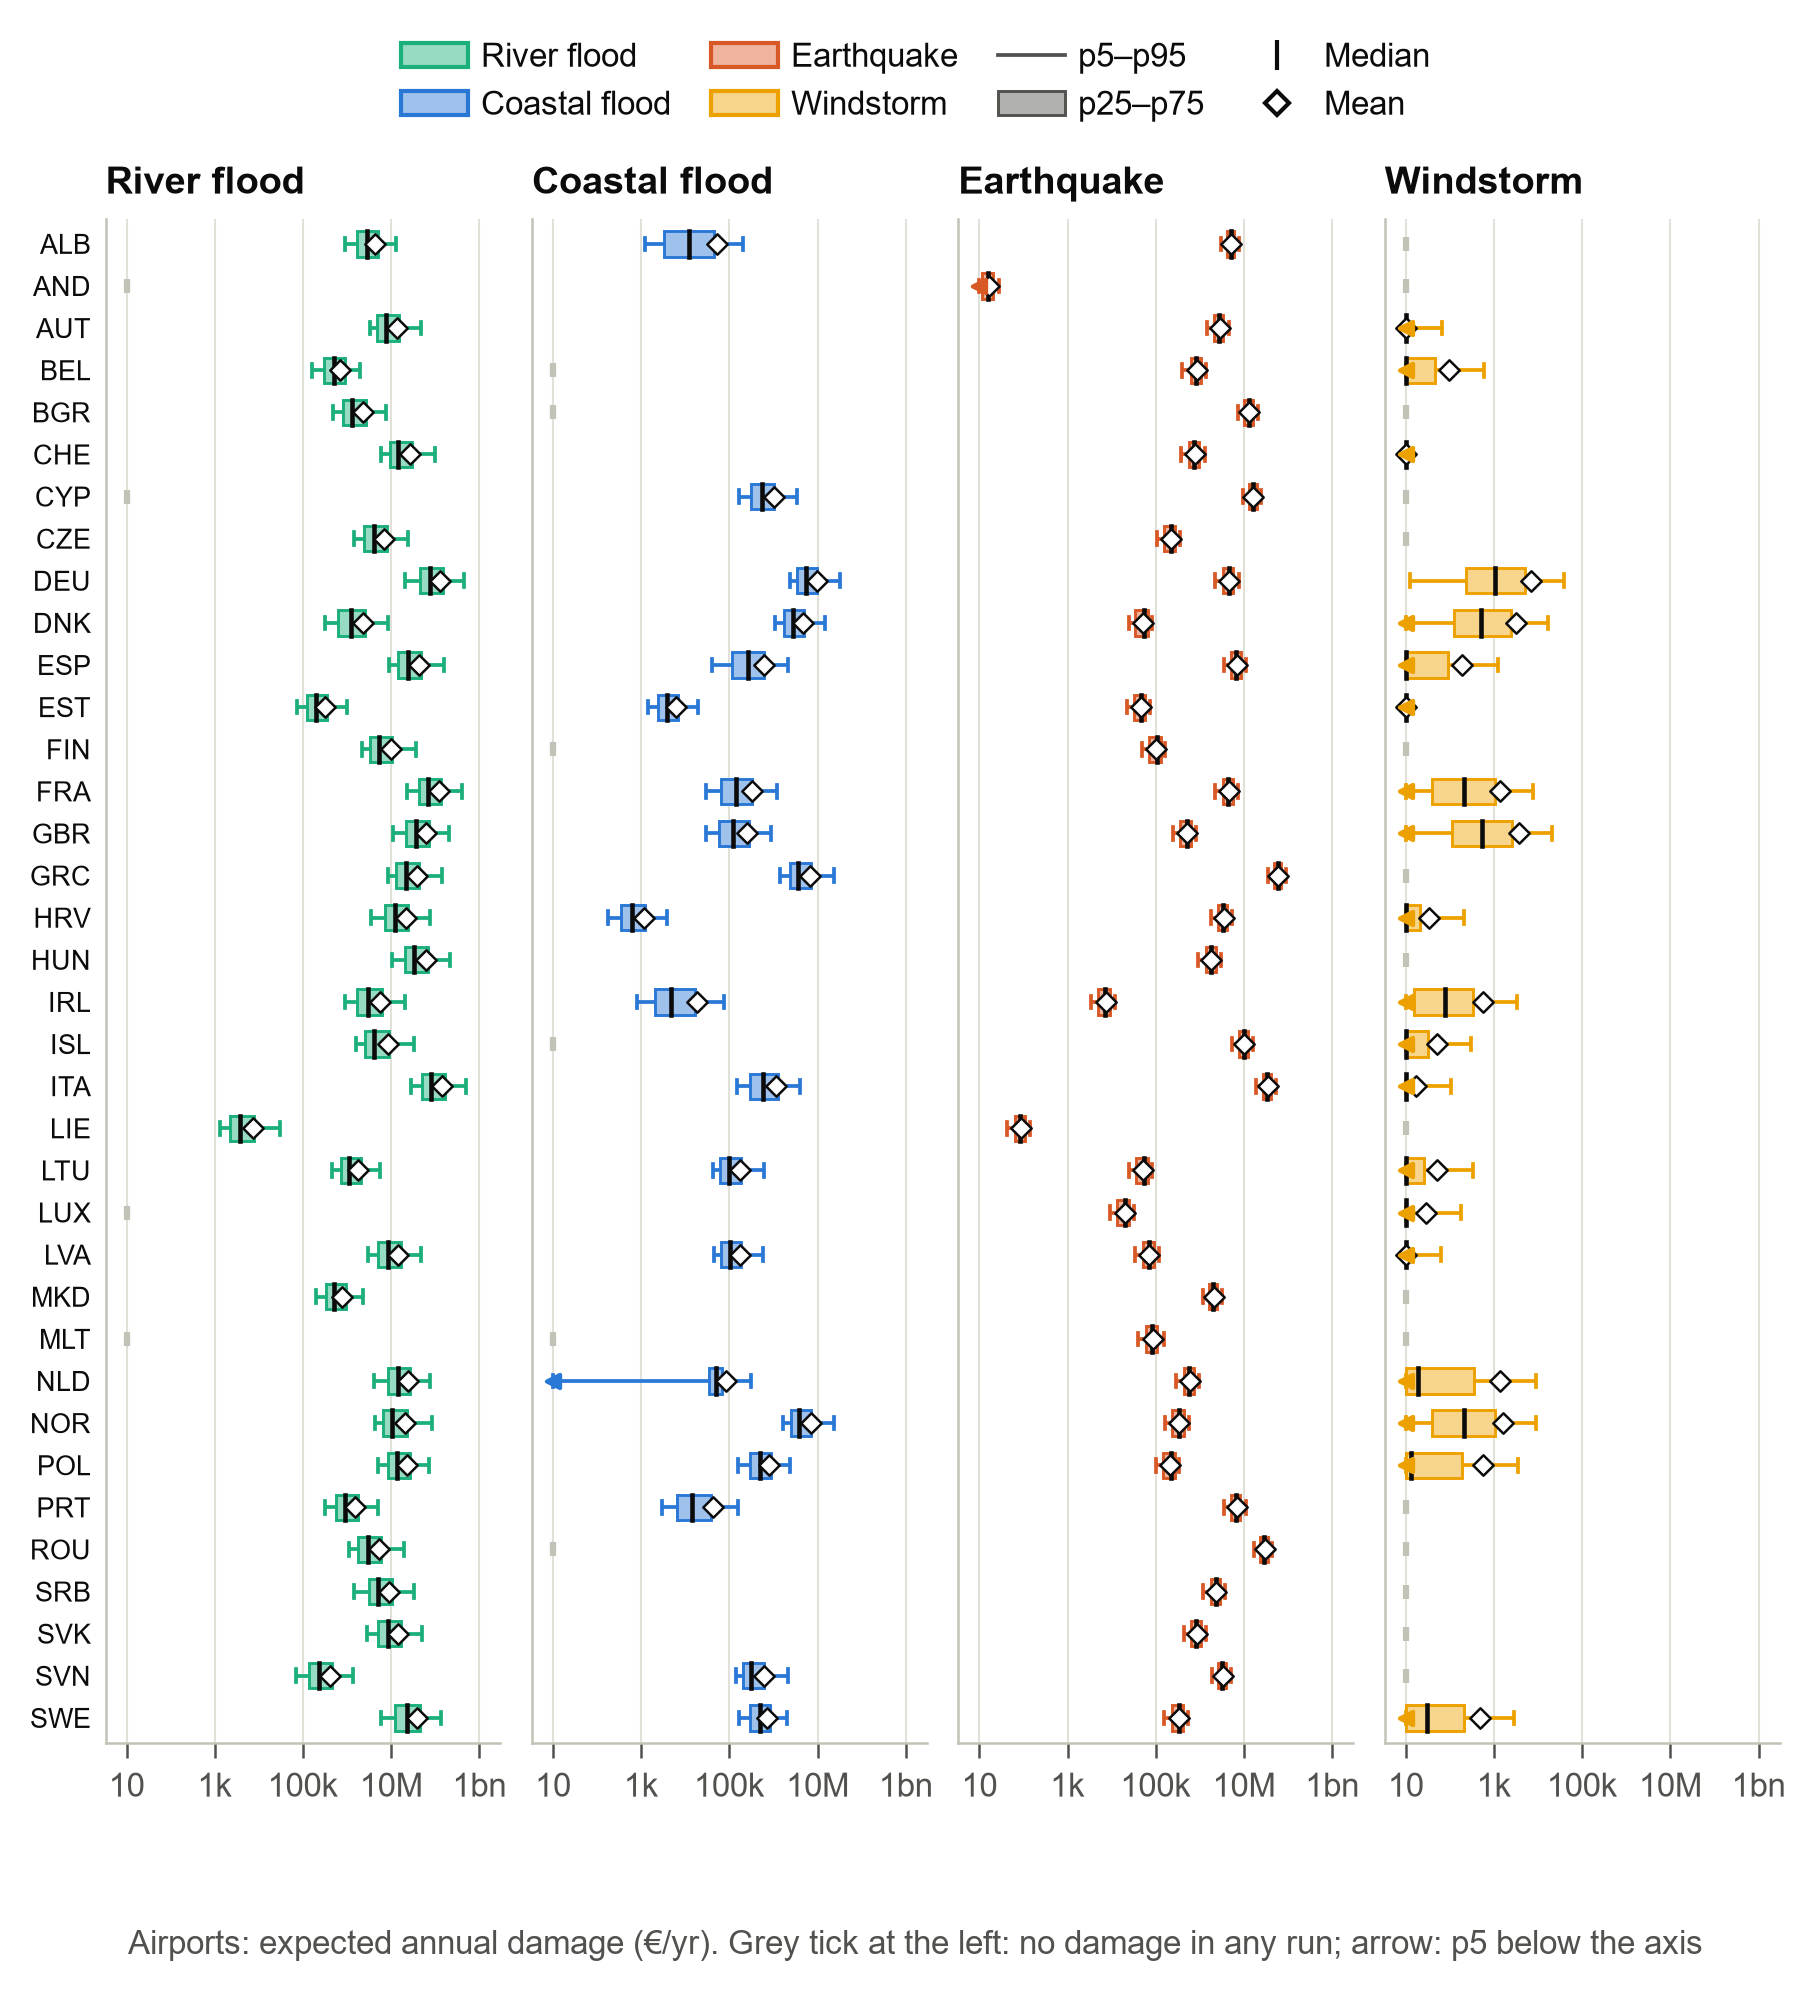 River flood
Earthquake
p5–p95
Median
Coastal flood
Windstorm
p25–p75
Mean
River flood
Coastal flood
Earthquake
Windstorm
ALB
AND
AUT
BEL
BGR
CHE
CYP
CZE
DEU
DNK
ESP
EST
FIN
FRA
GBR
GRC
HRV
HUN
IRL
ISL
ITA
LIE
LTU
LUX
LVA
MKD
MLT
NLD
NOR
POL
PRT
ROU
SRB
SVK
SVN
SWE
10 1k 100k 10M 1bn
10 1k 100k 10M 1bn
10 1k 100k 10M 1bn
10 1k 100k 10M 1bn
Airports: expected annual damage (€/yr). Grey tick at the left: no damage in any run; arrow: p5 below the axis